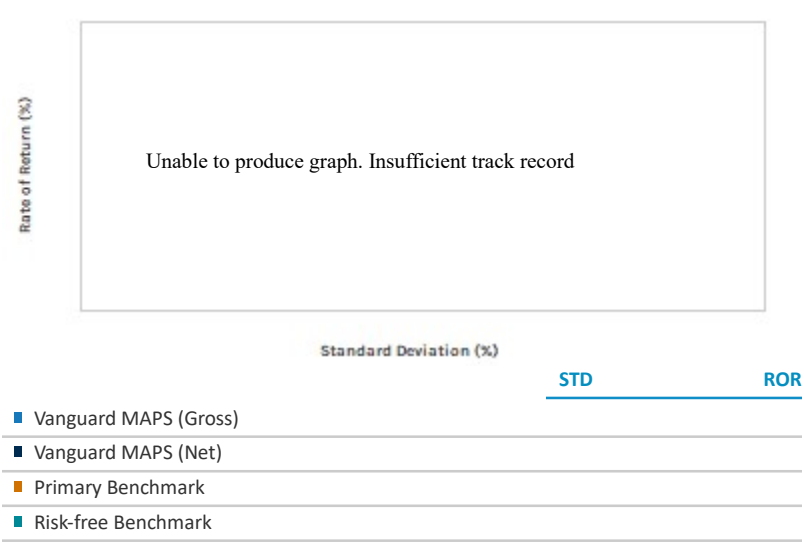 Rate of Return (%)
Unable to produce graph. Insufficient track record
Standard Deviation (%)
STD ROR
Vanguard MAPS (Gross)
Vanguard MAPS (Net)
Primary Benchmark
Risk-free Benchmark